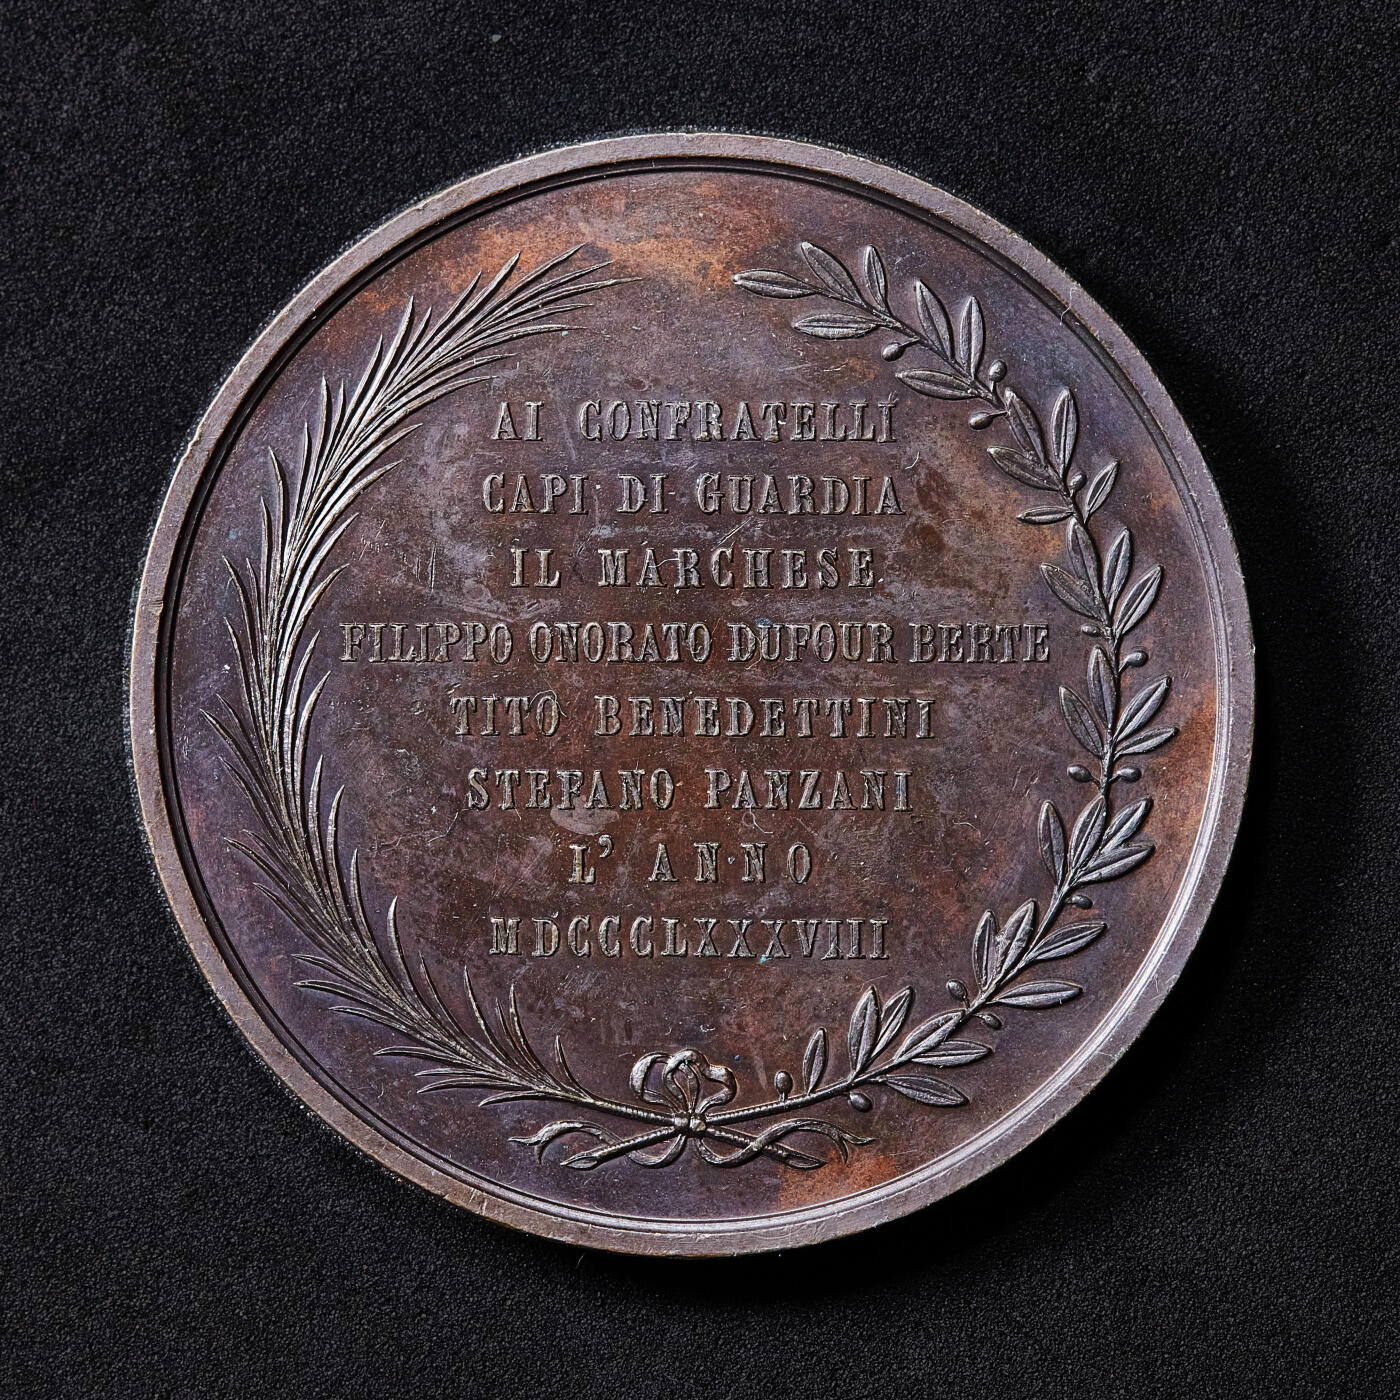 AI CONFRATELLI
CAPI DI GUARDIA
IL MARCHESE
FILIPPO ONORATO DUFOUR BERTE
TITO BENEDETTINI
STEFANO PANZANI
L' ANNO
MDCCCLXXXVIII